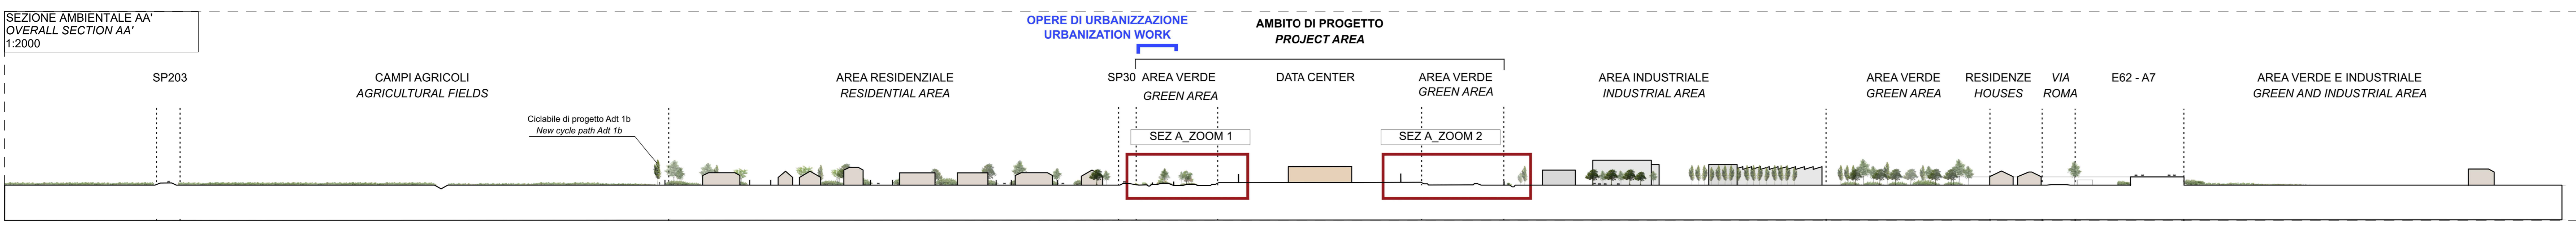 SEZIONE AMBIENTALE AA'
OVERALL SECTION AA'
1:2000
OPERE DI URBANIZZAZIONE
URBANIZATION WORK
AMBITO DI PROGETTO
PROJECT AREA
SP203
CAMPI AGRICOLI
AGRICULTURAL FIELDS
Ciclabile di progetto Adt 1b
New cycle path Adt 1b
AREA RESIDENZIALE
RESIDENTIAL AREA
SP30
AREA VERDE
GREEN AREA
DATA CENTER
AREA VERDE
GREEN AREA
SEZ A_ZOOM 1
SEZ A_ZOOM 2
AREA INDUSTRIALE
INDUSTRIAL AREA
AREA VERDE
GREEN AREA
RESIDENZE
HOUSES
VIA
ROMA
E62 - A7
AREA VERDE E INDUSTRIALE
GREEN AND INDUSTRIAL AREA